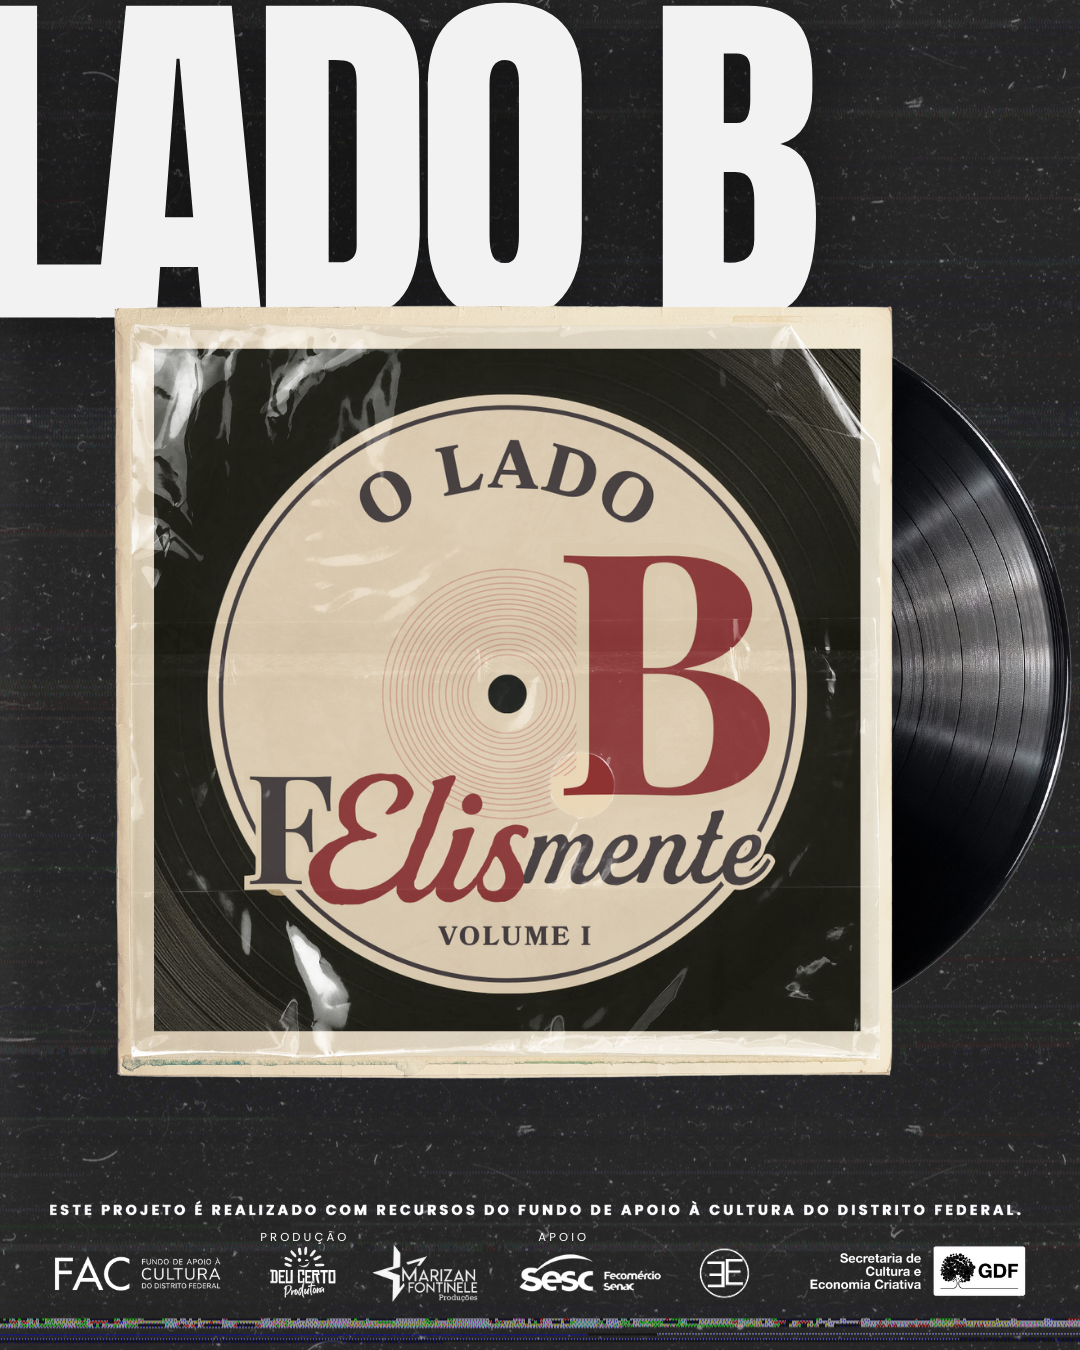 LADO B
O LADO
B
FElismente
VOLUME I
ESTE PROJETO É REALIZADO COM RECURSOS DO FUNDO DE APOIO À CULTURA DO DISTRITO FEDERAL.
PRODUÇÃO
APOIO
FAC
FUNDO DE APOIO À
CULTURA
DO DISTRITO FEDERAL
DEU CERTO
Produtora
MARIZAN
FONTINELE
Produções
Sesc
Fecomércio
Senac
Secretaria de
Cultura e
Economia Criativa
GDF